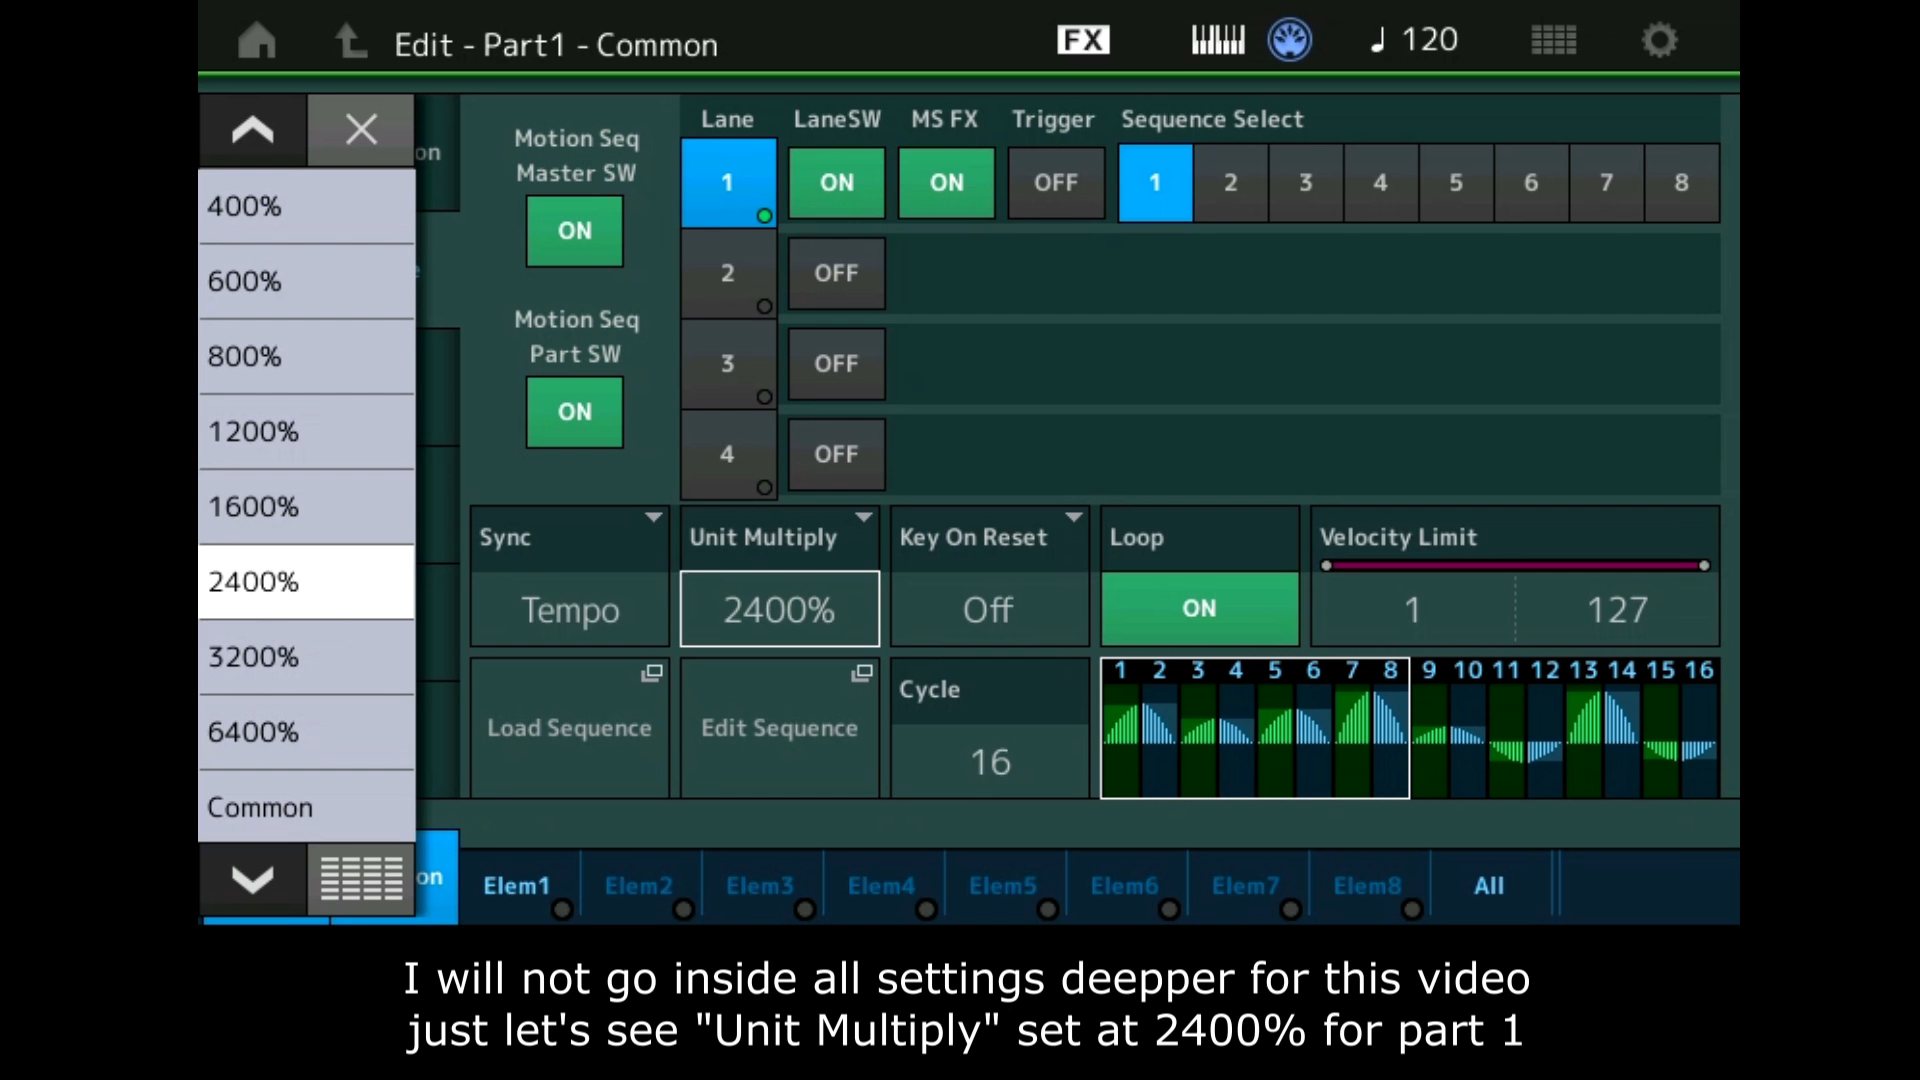 Edit - Part1 - Common
FX
120
Lane LaneSW MS FX Trigger Sequence Select
on
Motion Seq
Master SW
ON
1 ON ON OFF 1 2 3 4 5 6 7 8
2 OFF
Motion Seq
Part SW
ON
3 OFF
4 OFF
400%
600%
800%
1200%
1600%
2400%
3200%
6400%
Common
Sync Unit Multiply Key On Reset Loop Velocity Limit
Tempo 2400% Off ON 1 127
Load Sequence Edit Sequence Cycle
16
1 2 3 4 5 6 7 8 9 10 11 12 13 14 15 16
on Elem1 Elem2 Elem3 Elem4 Elem5 Elem6 Elem7 Elem8 All
I will not go inside all settings deepper for this video
just let's see "Unit Multiply" set at 2400% for part 1